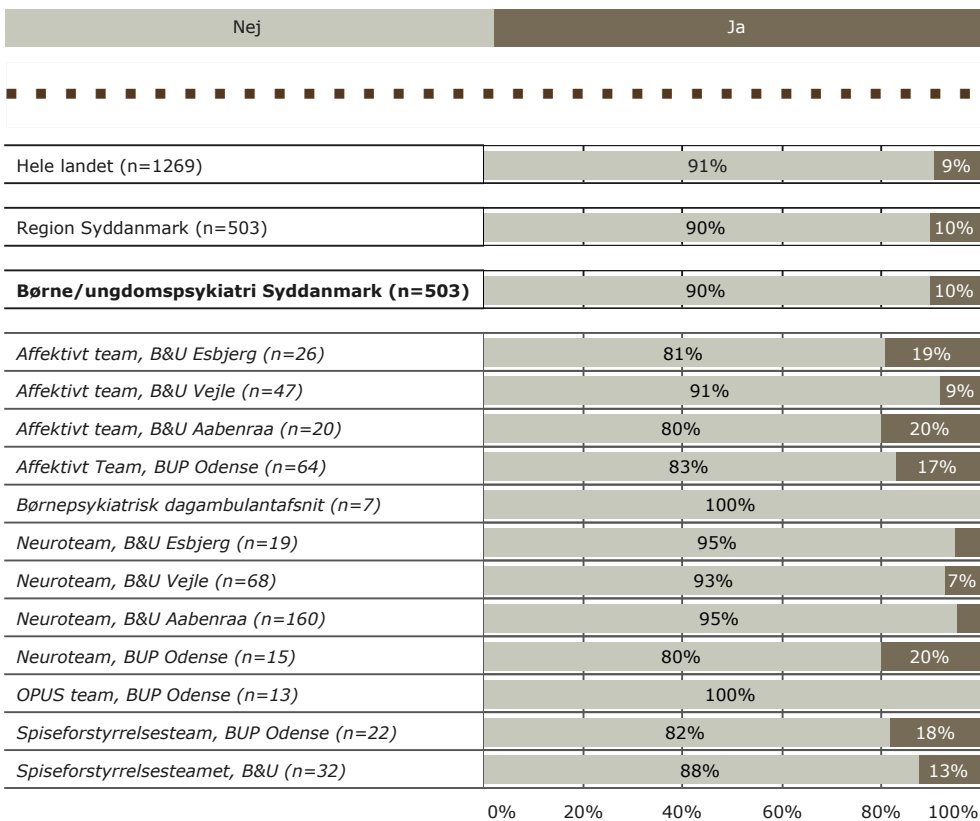 Nej Ja
Hele landet (n=1269) 91% 9%
Region Syddanmark (n=503) 90% 10%
Børne/ungdomspsykiatri Syddanmark (n=503) 90% 10%
Affektivt team, B&U Esbjerg (n=26) 81% 19%
Affektivt team, B&U Vejle (n=47) 91% 9%
Affektivt team, B&U Aabenraa (n=20) 80% 20%
Affektivt Team, BUP Odense (n=64) 83% 17%
Børnepsykiatrisk dagambulantafsnit (n=7) 100%
Neuroteam, B&U Esbjerg (n=19) 95%
Neuroteam, B&U Vejle (n=68) 93% 7%
Neuroteam, B&U Aabenraa (n=160) 95%
Neuroteam, BUP Odense (n=15) 80% 20%
OPUS team, BUP Odense (n=13) 100%
Spiseforstyrrelsesteam, BUP Odense (n=22) 82% 18%
Spiseforstyrrelsesteamet, B&U (n=32) 88% 13%
0% 20% 40% 60% 80% 100%